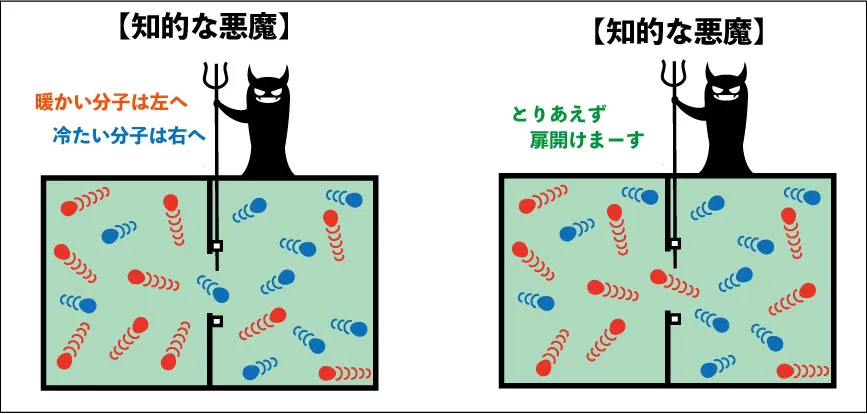 【知的な悪魔】
暖かい分子は左へ
冷たい分子は右へ
【知的な悪魔】
とりあえず
扉開けまーす